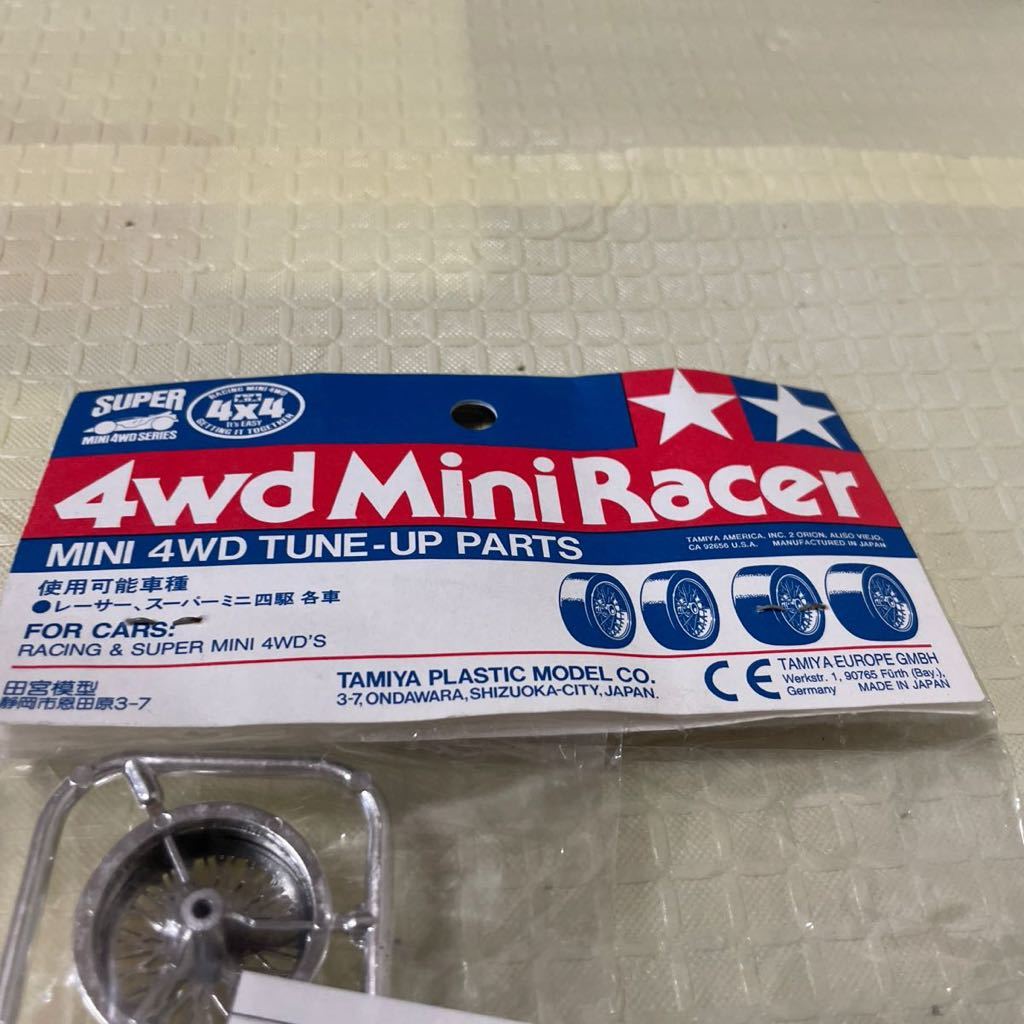 SUPER
MINI 4WD SERIES
RACING MINI 4WD
4x4
It's EASY
GETTING IT TOGETHER
4wd Mini Racer
MINI 4WD TUNE-UP PARTS
TAMIYA AMERICA, INC. 2 ORION, ALISO VIEJO,
CA 92656 U.S.A. MANUFACTURED IN JAPAN
使用可能車種
●レーサー、スーパーミニ四駆 各車
FOR CARS:
RACING & SUPER MINI 4WD'S
田宮模型
静岡市恩田原3-7
TAMIYA PLASTIC MODEL CO.
3-7, ONDAWARA, SHIZUOKA-CITY, JAPAN.
CE
TAMIYA EUROPE GMBH
Werkstr. 1, 90765 Fürth (Bay.),
Germany MADE IN JAPAN